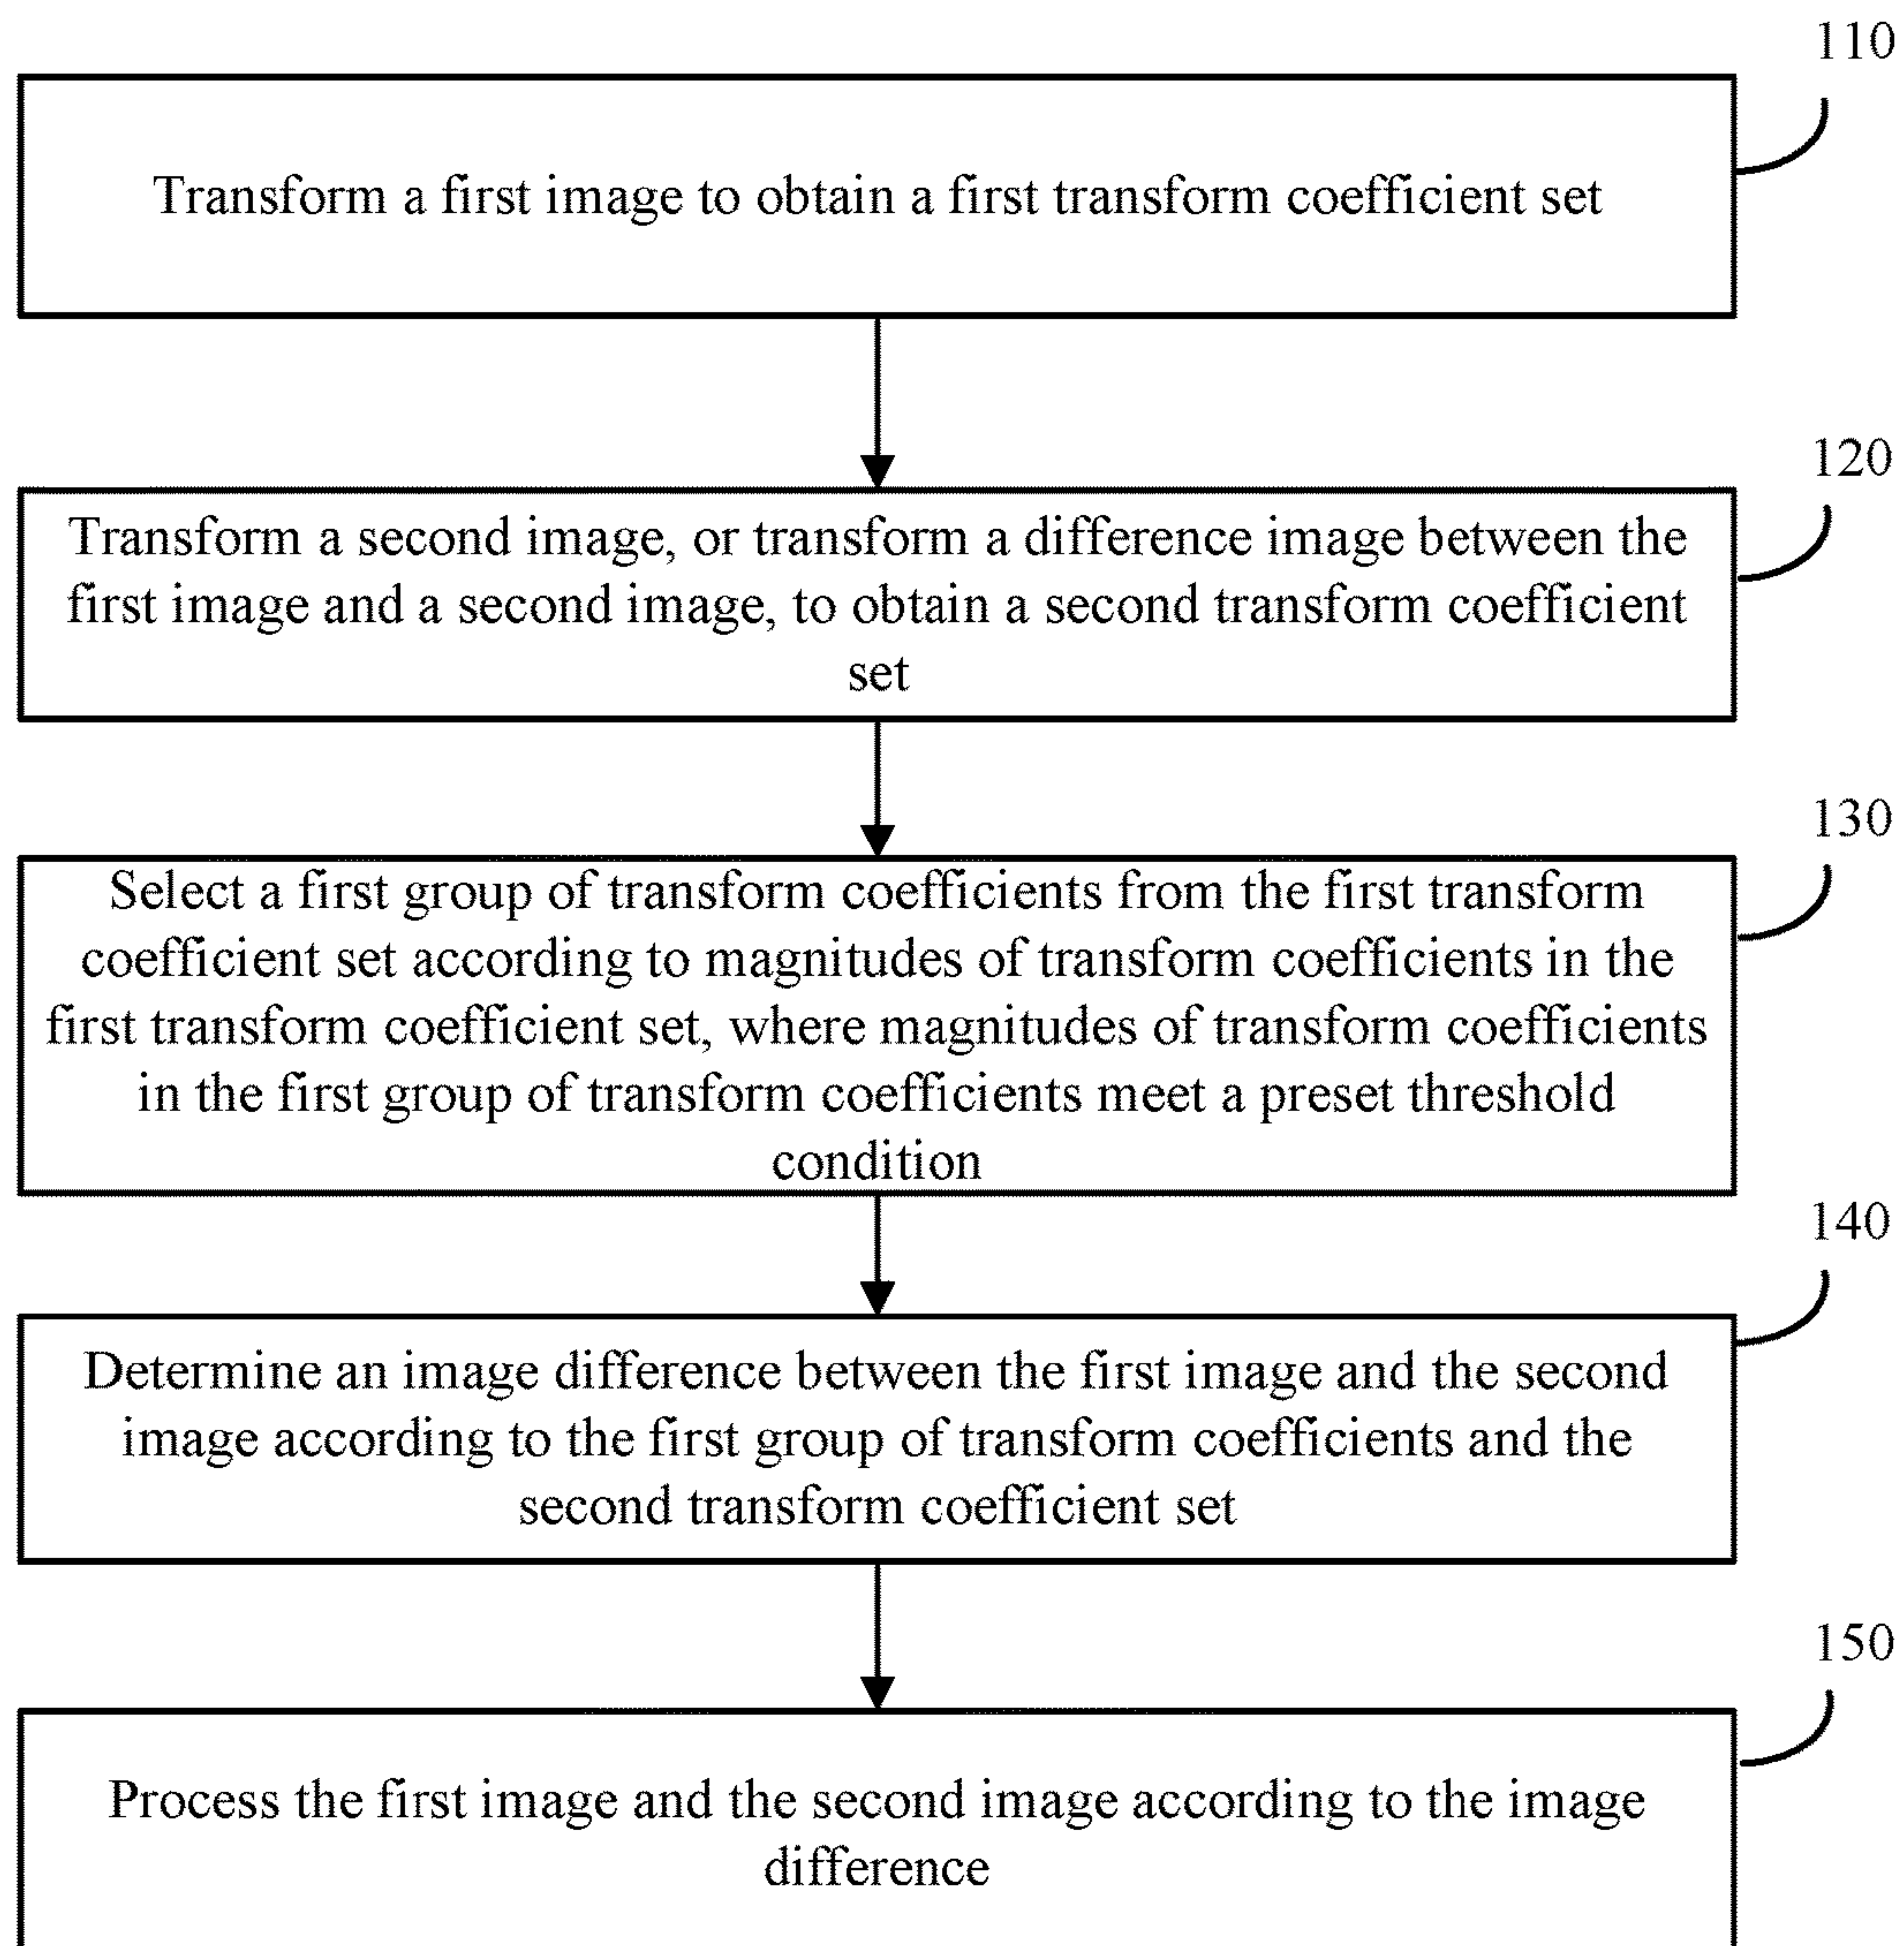 110
Transform a first image to obtain a first transform coefficient set
120
Transform a second image, or transform a difference image between the
first image and a second image, to obtain a second transform coefficient
set
130
Select a first group of transform coefficients from the first transform
coefficient set according to magnitudes of transform coefficients in the
first transform coefficient set, where magnitudes of transform coefficients
in the first group of transform coefficients meet a preset threshold
condition
140
Determine an image difference between the first image and the second
image according to the first group of transform coefficients and the
second transform coefficient set
150
Process the first image and the second image according to the image
difference